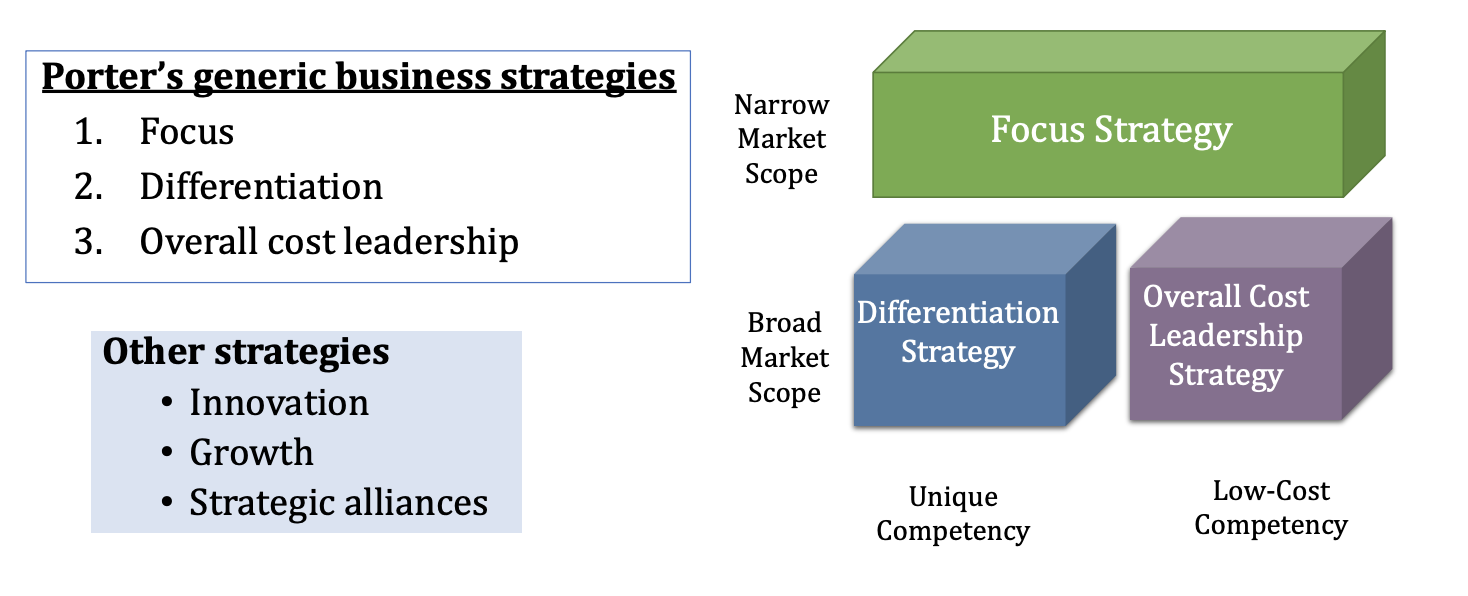 Porter’s generic business strategies
1. Focus
2. Differentiation
3. Overall cost leadership
Other strategies
• Innovation
• Growth
• Strategic alliances
Narrow
Market
Scope
Focus Strategy
Broad
Market
Scope
Differentiation
Strategy
Overall Cost
Leadership
Strategy
Unique
Competency
Low-Cost
Competency